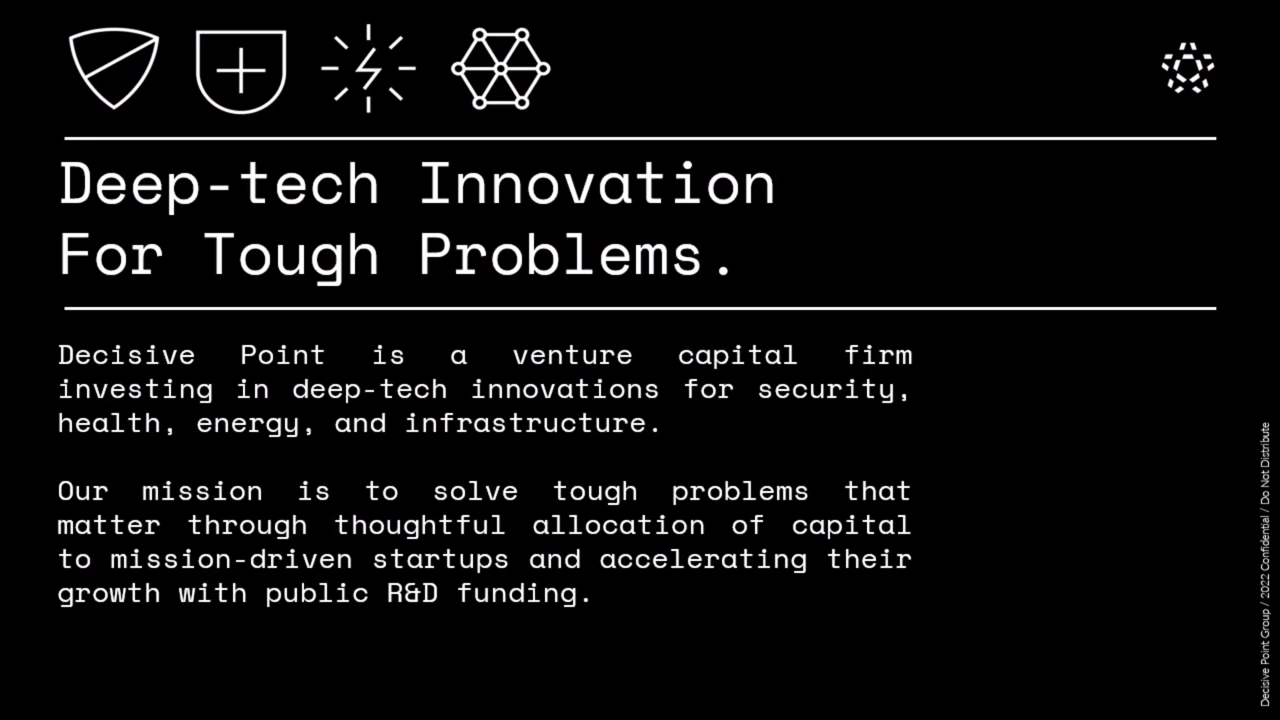 Deep-tech Innovation
For Tough Problems.
Decisive Point is a venture capital firm
investing in deep-tech innovations for security,
health, energy, and infrastructure.
Our mission is to solve tough problems that
matter through thoughtful allocation of capital
to mission-driven startups and accelerating their
growth with public R&D funding.
Decisive Point Group / 2022 Confidential / Do Not Distribute